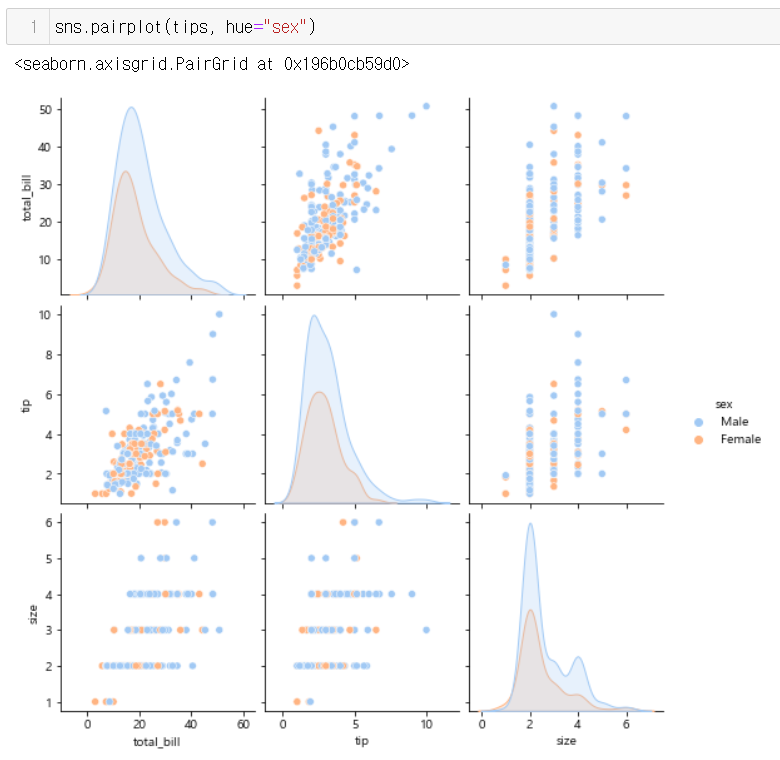 1 sns.pairplot(tips, hue="sex")
<seaborn.axisgrid.PairGrid at 0x196b0cb59d0>
50
40
30
20
10
total_bill
10
8
6
4
2
tip
sex
Male
Female
6
5
4
3
2
1
size
0 20 40 60
0 5 10
0 2 4 6
total_bill
tip
size